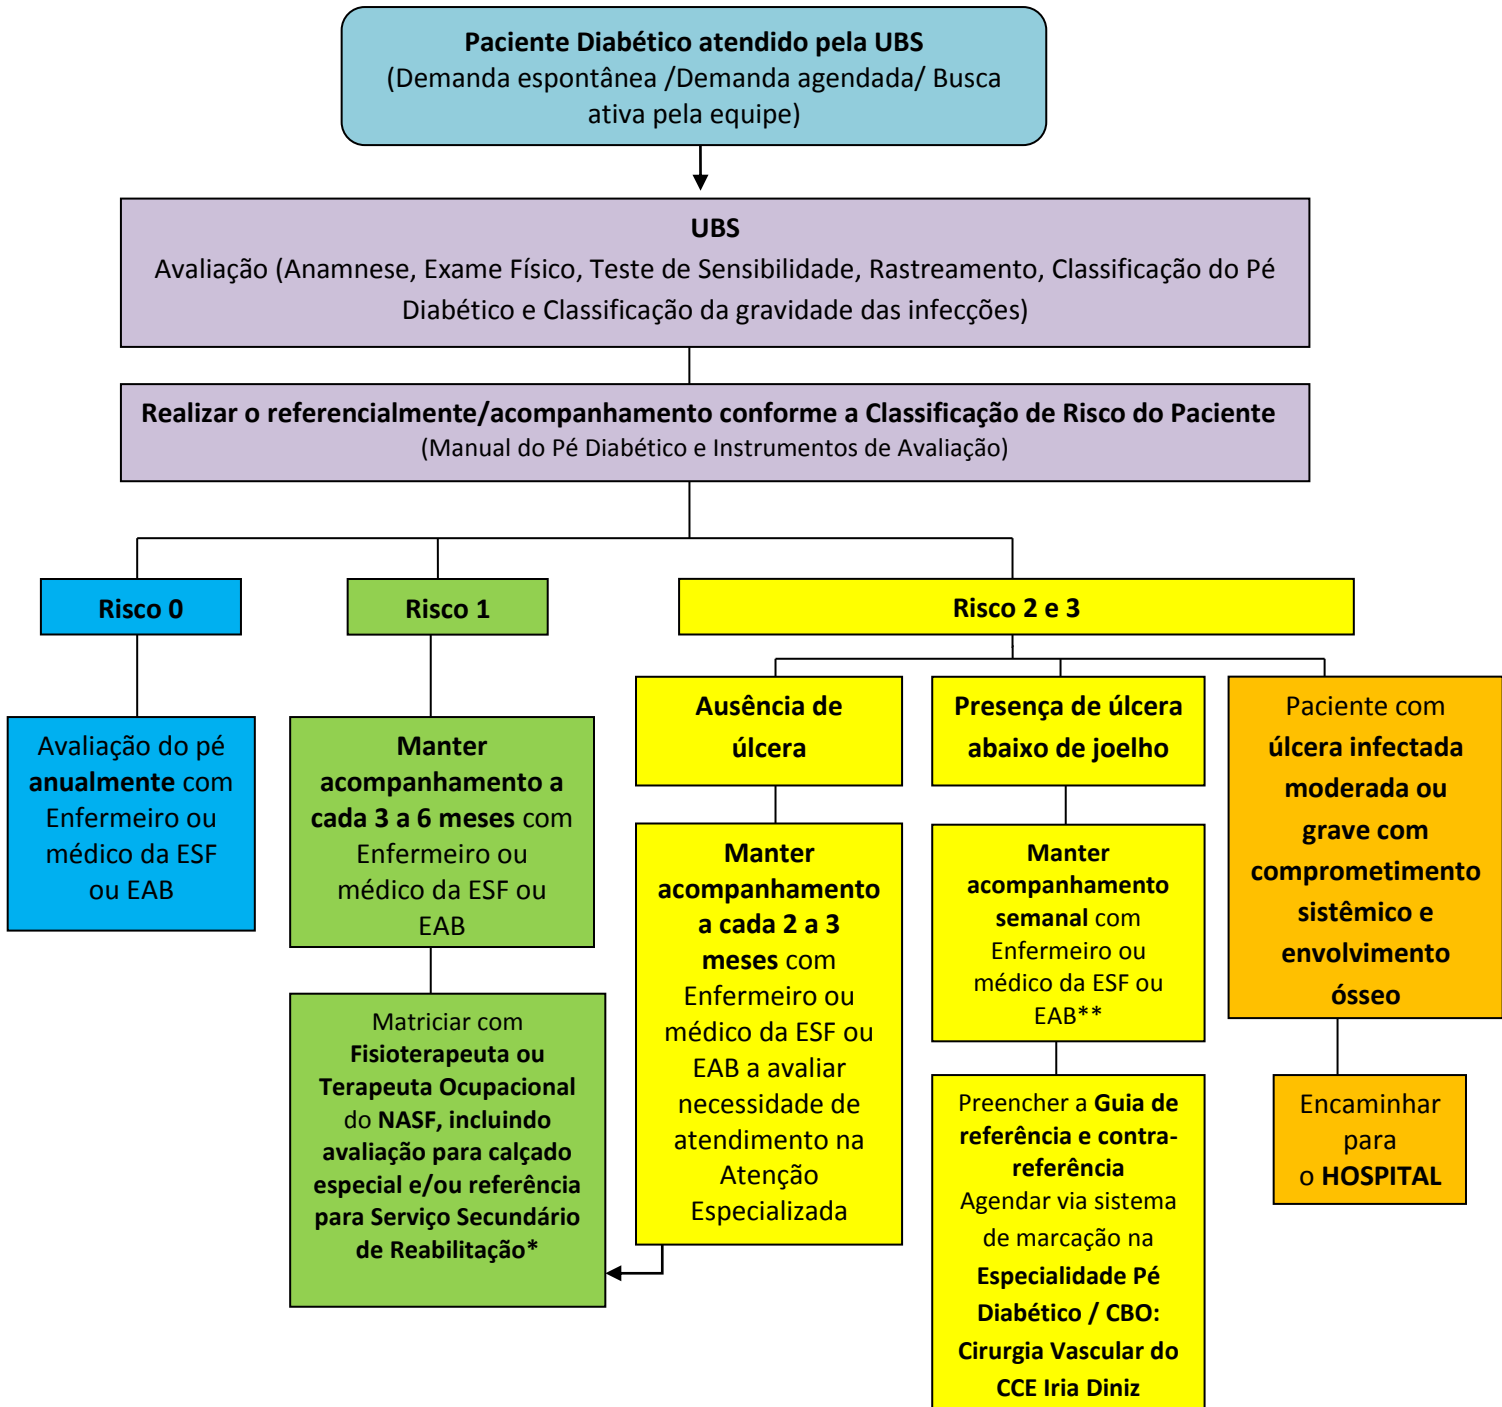 Paciente Diabético atendido pela UBS
(Demanda espontânea /Demanda agendada/ Busca
ativa pela equipe)
UBS
Avaliação (Anamnese, Exame Físico, Teste de Sensibilidade, Rastreamento, Classificação do Pé
Diabético e Classificação da gravidade das infecções)
Realizar o referencialmente/acompanhamento conforme a Classificação de Risco do Paciente
(Manual do Pé Diabético e Instrumentos de Avaliação)
Risco 0
Avaliação do pé
anualmente com
Enfermeiro ou
médico da ESF
ou EAB
Risco 1
Manter
acompanhamento a
cada 3 a 6 meses com
Enfermeiro ou
médico da ESF ou
EAB
Matriciar com
Fisioterapeuta ou
Terapeuta Ocupacional
do NASF, incluindo
avaliação para calçado
especial e/ou referência
para Serviço Secundário
de Reabilitação*
Risco 2 e 3
Ausência de
úlcera
Manter
acompanhamento
a cada 2 a 3
meses com
Enfermeiro ou
médico da ESF ou
EAB a avaliar
necessidade de
atendimento na
Atenção
Especializada
Presença de úlcera
abaixo de joelho
Manter
acompanhamento
semanal com
Enfermeiro ou
médico da ESF ou
EAB**
Preencher a Guia de
referência e contra-
referência
Agendar via sistema
de marcação na
Especialidade Pé
Diabético / CBO:
Cirurgia Vascular do
CCE Iria Diniz
Paciente com
úlcera infectada
moderada ou
grave com
comprometimento
sistêmico e
envolvimento
ósseo
Encaminhar
para
o HOSPITAL